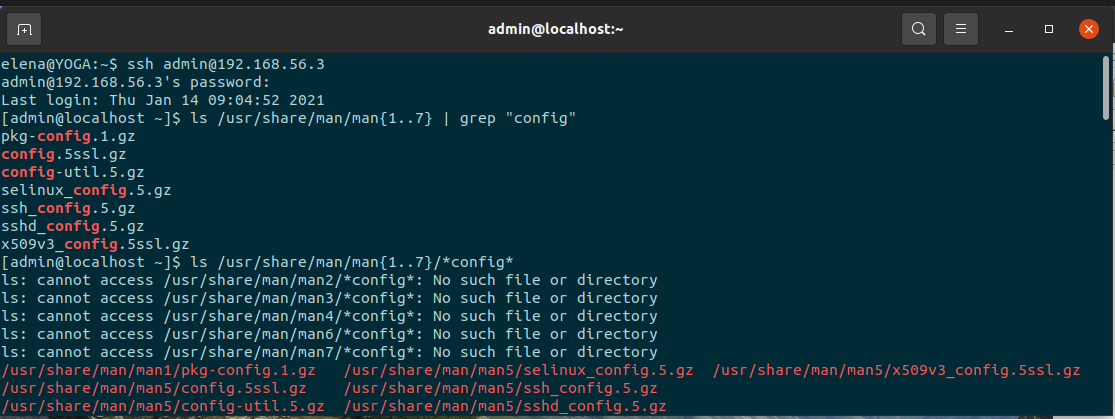 admin@localhost:~
elena@YOGA:~$ ssh admin@192.168.56.3
admin@192.168.56.3's password:
Last login: Thu Jan 14 09:04:52 2021
[admin@localhost ~]$ ls /usr/share/man/man{1..7} | grep "config"
pkg-config.1.gz
config.5ssl.gz
config-util.5.gz
selinux_config.5.gz
ssh_config.5.gz
sshd_config.5.gz
x509v3_config.5ssl.gz
[admin@localhost ~]$ ls /usr/share/man/man{1..7}/*config*
ls: cannot access /usr/share/man/man2/*config*: No such file or directory
ls: cannot access /usr/share/man/man3/*config*: No such file or directory
ls: cannot access /usr/share/man/man4/*config*: No such file or directory
ls: cannot access /usr/share/man/man6/*config*: No such file or directory
ls: cannot access /usr/share/man/man7/*config*: No such file or directory
/usr/share/man/man1/pkg-config.1.gz   /usr/share/man/man5/selinux_config.5.gz  /usr/share/man/man5/x509v3_config.5ssl.gz
/usr/share/man/man5/config.5ssl.gz    /usr/share/man/man5/ssh_config.5.gz
/usr/share/man/man5/config-util.5.gz  /usr/share/man/man5/sshd_config.5.gz